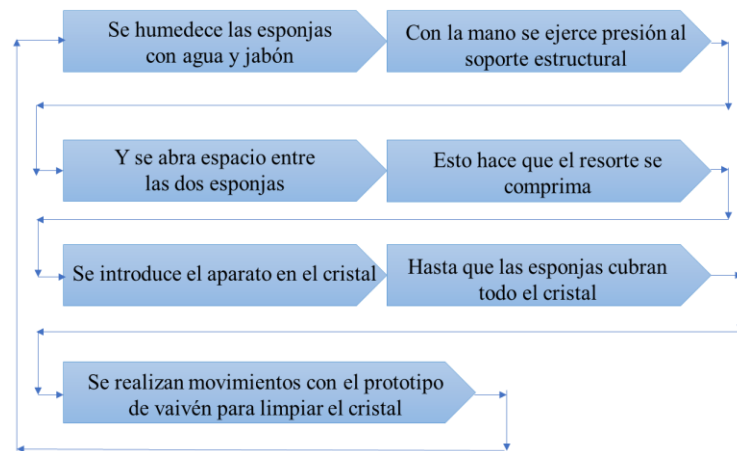 Se humedece las esponjas
con agua y jabón
Con la mano se ejerce presión al
soporte estructural
Y se abra espacio entre
las dos esponjas
Esto hace que el resorte se
comprima
Se introduce el aparato en el cristal
Hasta que las esponjas cubran
todo el cristal
Se realizan movimientos con el prototipo
de vaivén para limpiar el cristal